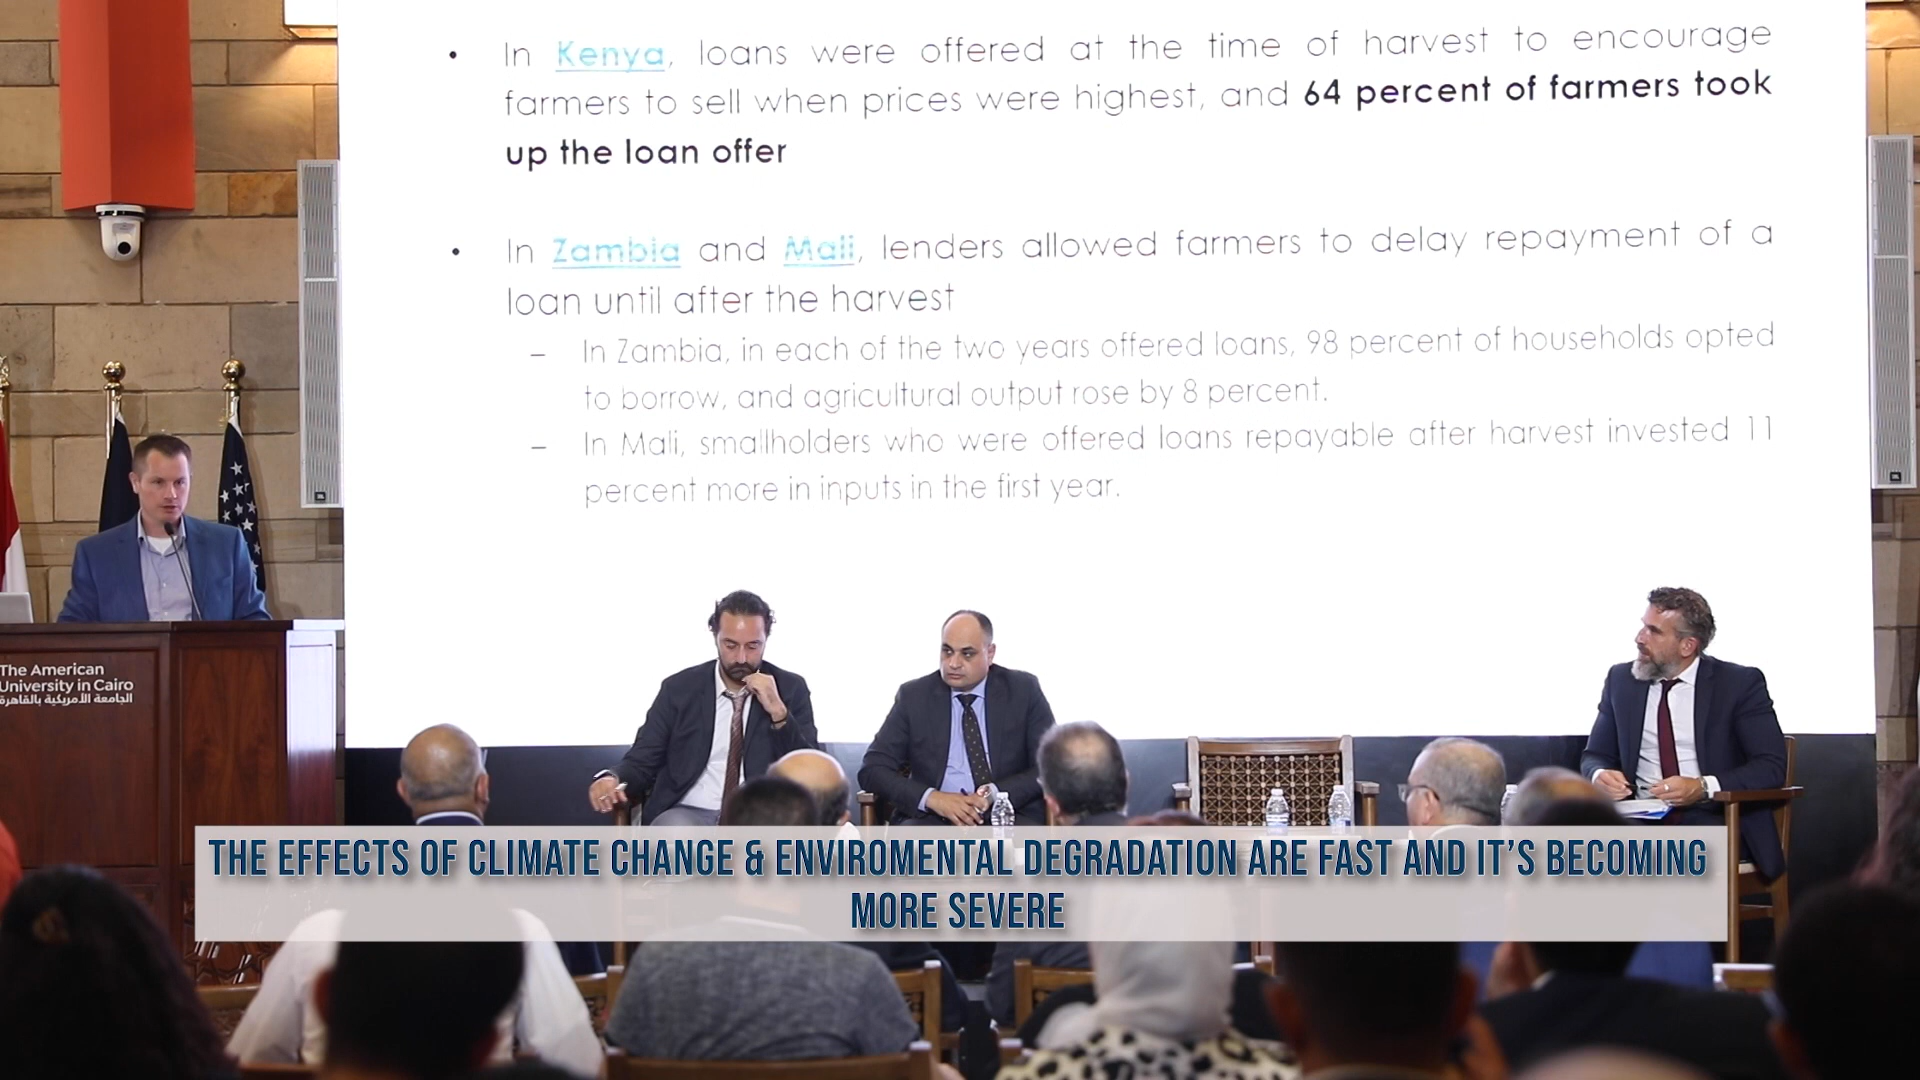 • In Kenya, loans were offered at the time of harvest to encourage
farmers to sell when prices were highest, and 64 percent of farmers took
up the loan offer
• In Zambia and Mali, lenders allowed farmers to delay repayment of a
loan until after the harvest
– In Zambia, in each of the two years offered loans, 98 percent of households opted
to borrow, and agricultural output rose by 8 percent.
– In Mali, smallholders who were offered loans repayable after harvest invested 11
percent more in inputs in the first year.
The American
University in Cairo
الجامعة الأمريكية بالقاهرة
JBL
JBL
THE EFFECTS OF CLIMATE CHANGE & ENVIROMENTAL DEGRADATION ARE FAST AND IT'S BECOMING
MORE SEVERE